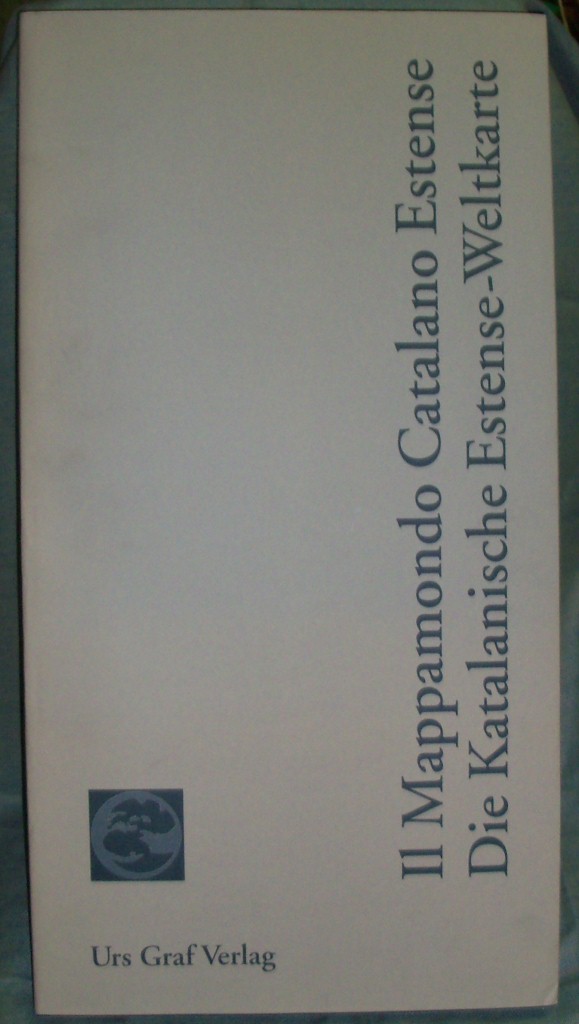 Il Mappamondo Catalano Estense
Die Katalanische Estense-Weltkarte
Urs Graf Verlag